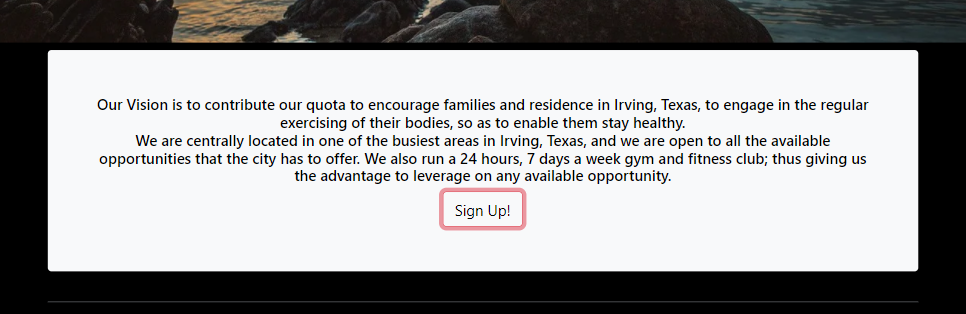 Our Vision is to contribute our quota to encourage families and residence in Irving, Texas, to engage in the regular
exercising of their bodies, so as to enable them stay healthy.
We are centrally located in one of the busiest areas in Irving, Texas, and we are open to all the available
opportunities that the city has to offer. We also run a 24 hours, 7 days a week gym and fitness club; thus giving us
the advantage to leverage on any available opportunity.
Sign Up!